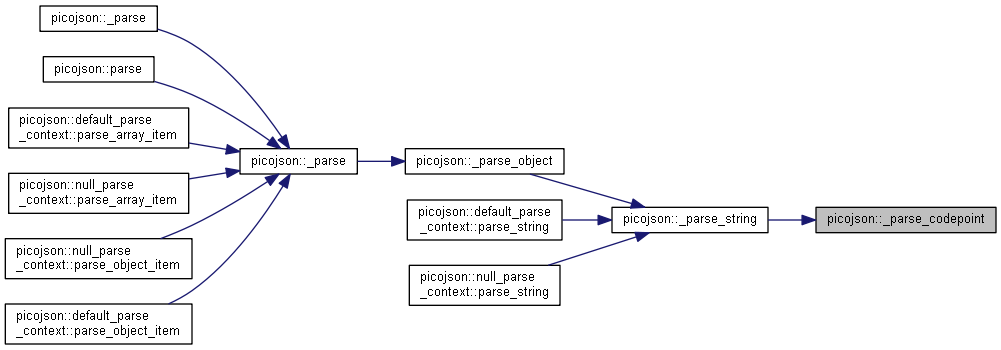 picojson::_parse
picojson::parse
picojson::default_parse
_context::parse_array_item
picojson::null_parse
_context::parse_array_item
picojson::null_parse
_context::parse_object_item
picojson::default_parse
_context::parse_object_item
picojson::_parse
picojson::_parse_object
picojson::default_parse
_context::parse_string
picojson::null_parse
_context::parse_string
picojson::_parse_string
picojson::_parse_codepoint